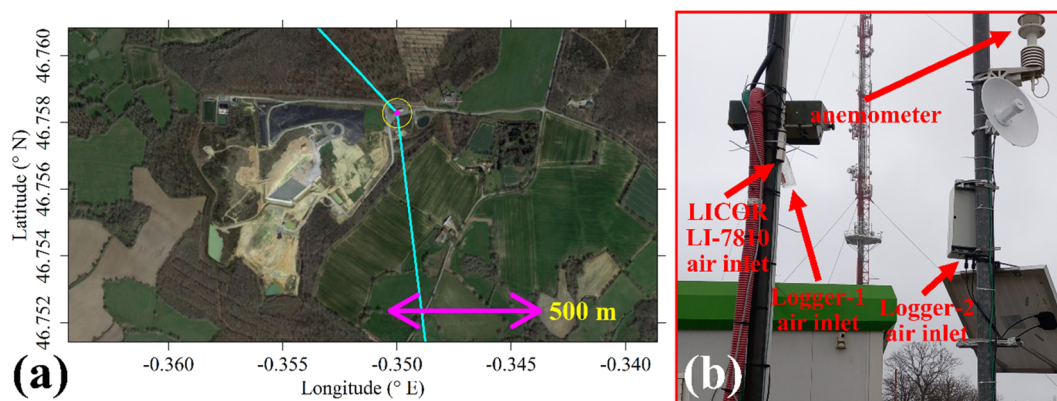 46.760
46.758
46.756
46.754
46.752
Latitude (° N)
500 m
(a)
-0.360
-0.355
-0.350
-0.345
-0.340
Longitude (° E)
anemometer
LICOR
LI-7810
air inlet
Logger-1
air inlet
Logger-2
air inlet
(b)